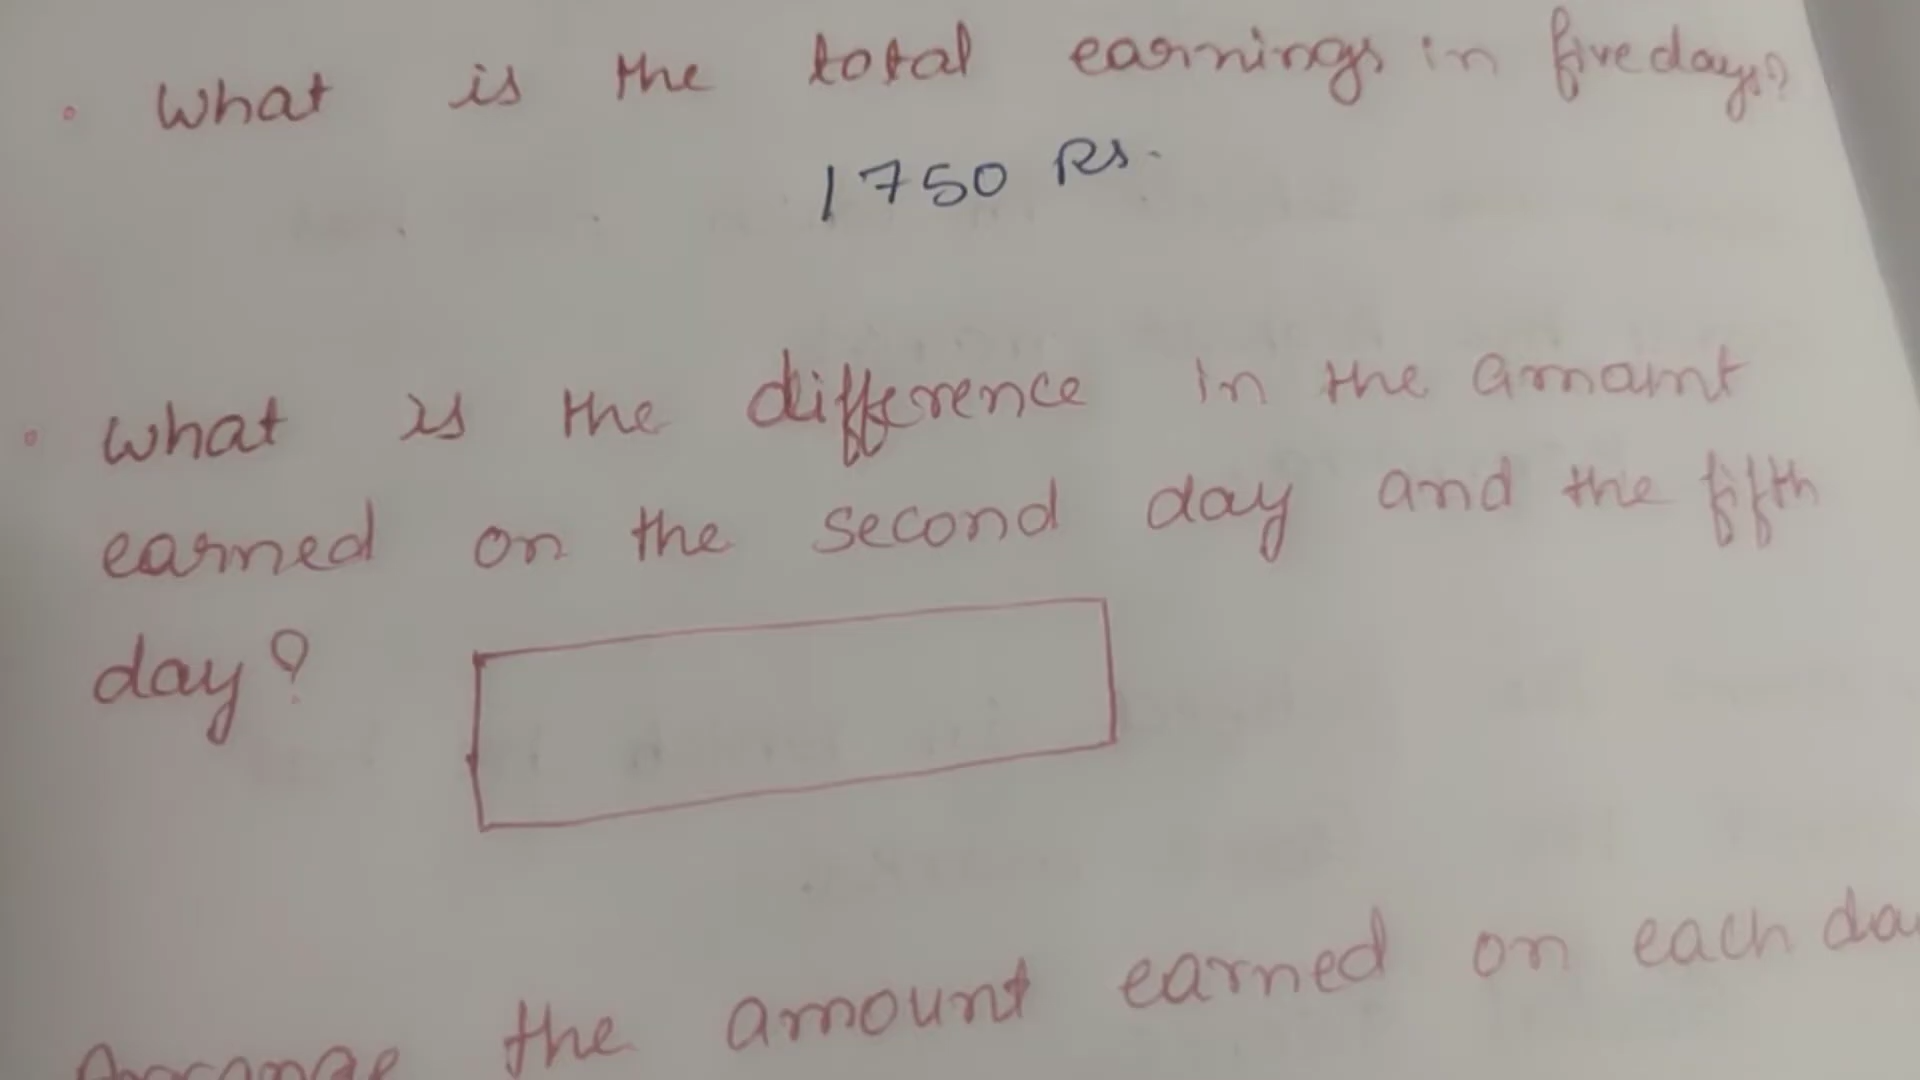 • What is the total earnings in five days?
1750 Rs.
• What is the difference in the amount
earned on the second day and the fifth
day?
Arrange the amount earned on each da